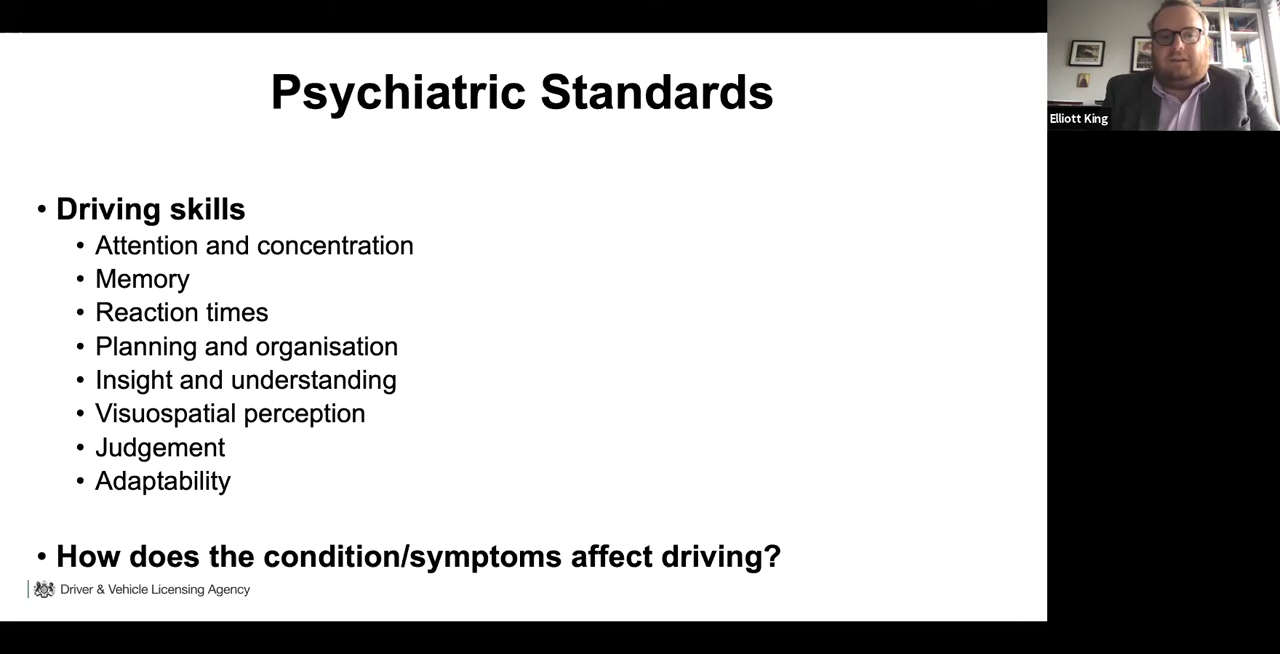 Psychiatric Standards
• Driving skills
• Attention and concentration
• Memory
• Reaction times
• Planning and organisation
• Insight and understanding
• Visuospatial perception
• Judgement
• Adaptability
• How does the condition/symptoms affect driving?
Driver & Vehicle Licensing Agency
Elliott King